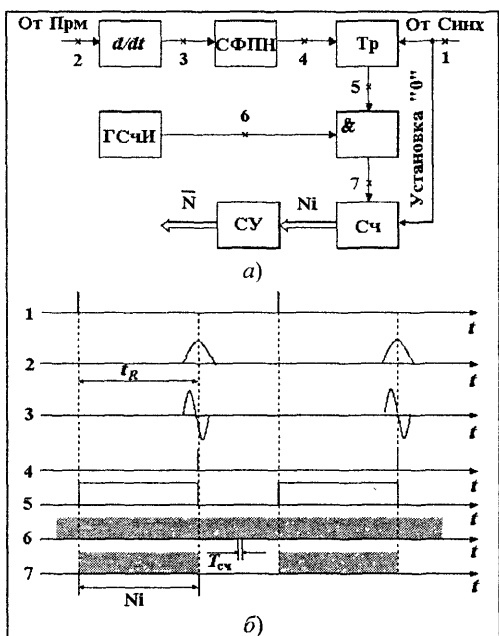 От Прм
От Синх
d/dt
СФПН
Тр
2
3
4
1
5
Установка "0"
ГСчИ
6
&
7
N̅
СУ
Ni
Сч
а)
1
t
2
t
t_R
3
t
4
t
5
t
6
t
T_сч
7
t
Ni
б)